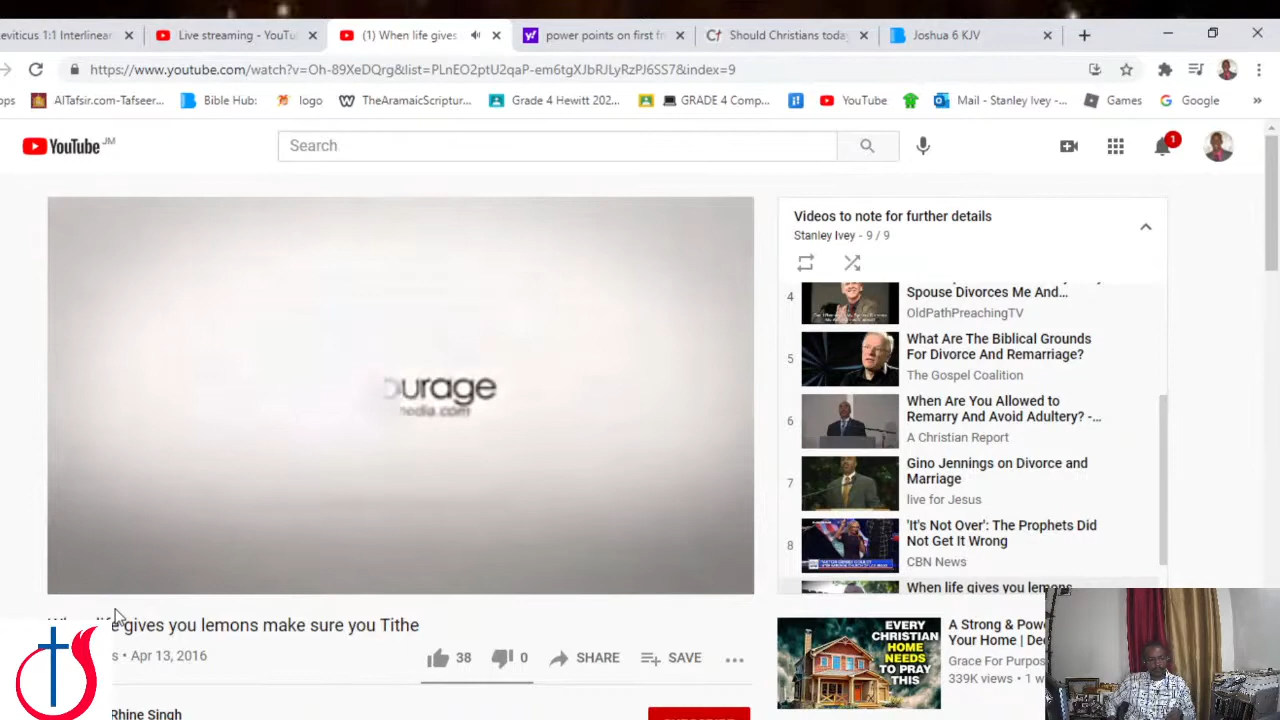 eviticus 1:1 Interlinear
Live streaming - YouTu
(1) When life gives
power points on first fr
Should Christians today
Joshua 6 KJV
https://www.youtube.com/watch?v=Oh-89XeDQrg&list=PLnEO2ptU2qaP-em6tgXJbRJLyRzPJ6SS7&index=9
ops
AlTafsir.com-Tafseer...
Bible Hub:
logo
TheAramaicScriptur...
Grade 4 Hewitt 202...
GRADE 4 Comp...
YouTube
Mail - Stanley Ivey -...
Games
Google
YouTube JM
Search
1
urage
media.com
Videos to note for further details
Stanley Ivey - 9 / 9
4
Spouse Divorces Me And...
OldPathPreachingTV
5
What Are The Biblical Grounds
For Divorce And Remarriage?
The Gospel Coalition
6
When Are You Allowed to
Remarry And Avoid Adultery? -...
A Christian Report
7
Gino Jennings on Divorce and
Marriage
live for Jesus
8
'It's Not Over': The Prophets Did
Not Get It Wrong
CBN News
When life gives you lemons
gives you lemons make sure you Tithe
s • Apr 13, 2016
38
0
SHARE
SAVE
Rhine Singh
EVERY
CHRISTIAN
HOME
NEEDS
TO PRAY
THIS
A Strong & Pow
Your Home | De
Grace For Purpos
339K views • 1 w